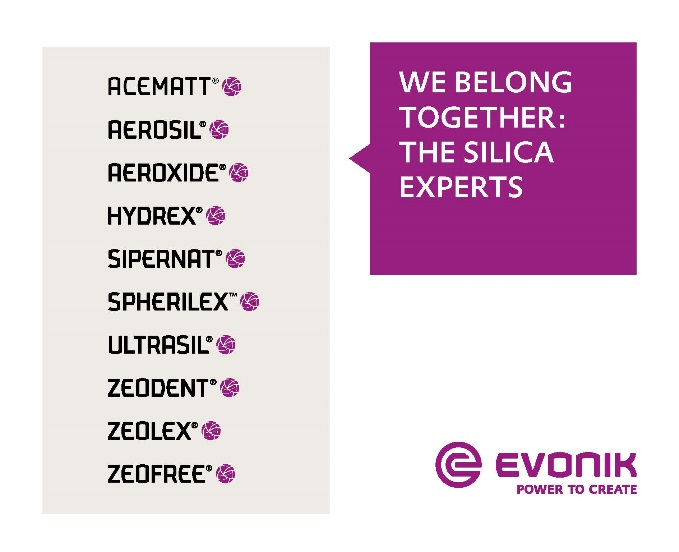 ACEMATT®
AEROSIL®
AEROXIDE®
HYDREX®
SIPERNAT®
SPHERILEX™
ULTRASIL®
ZEODENT®
ZEOLEX®
ZEOFREE®
WE BELONG
TOGETHER:
THE SILICA
EXPERTS
EVONIK
POWER TO CREATE